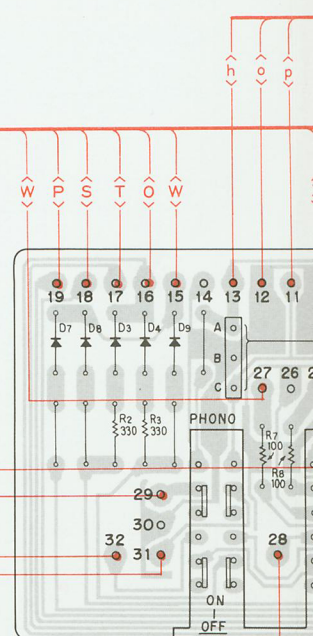 h o p
W P S T O W
19 18 17 16 15 14 13 12 11
D7 D8 D3 D4 D9 A
B
27 26 2
C
PHONO
R2 330 R3 330
R7 100
R8 100
29
30
32 31 28
ON
OFF